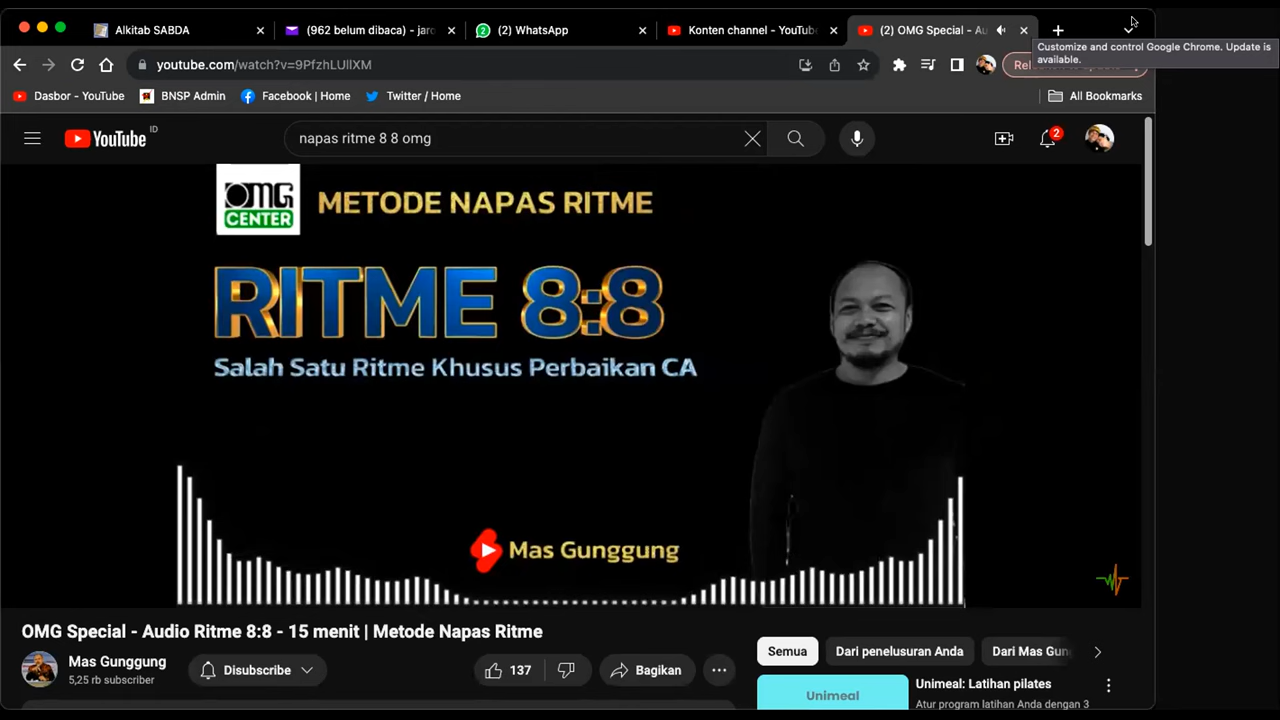 Alkitab SABDA
(962 belum dibaca) - jaro
(2) WhatsApp
Konten channel - YouTube
(2) OMG Special - Au
Customize and control Google Chrome. Update is
available.
youtube.com/watch?v=9PfzhLUllXM
Dasbor - YouTube
BNSP Admin
Facebook | Home
Twitter / Home
All Bookmarks
YouTube ID
napas ritme 8 8 omg
2
OMG
CENTER
METODE NAPAS RITME
RITME 8:8
Salah Satu Ritme Khusus Perbaikan CA
Mas Gunggung
OMG Special - Audio Ritme 8:8 - 15 menit | Metode Napas Ritme
Mas Gunggung
5,25 rb subscriber
Disubscribe
137
Bagikan
Semua
Dari penelusuran Anda
Dari Mas Gung
Unimeal
Unimeal: Latihan pilates
Atur program latihan Anda dengan 3